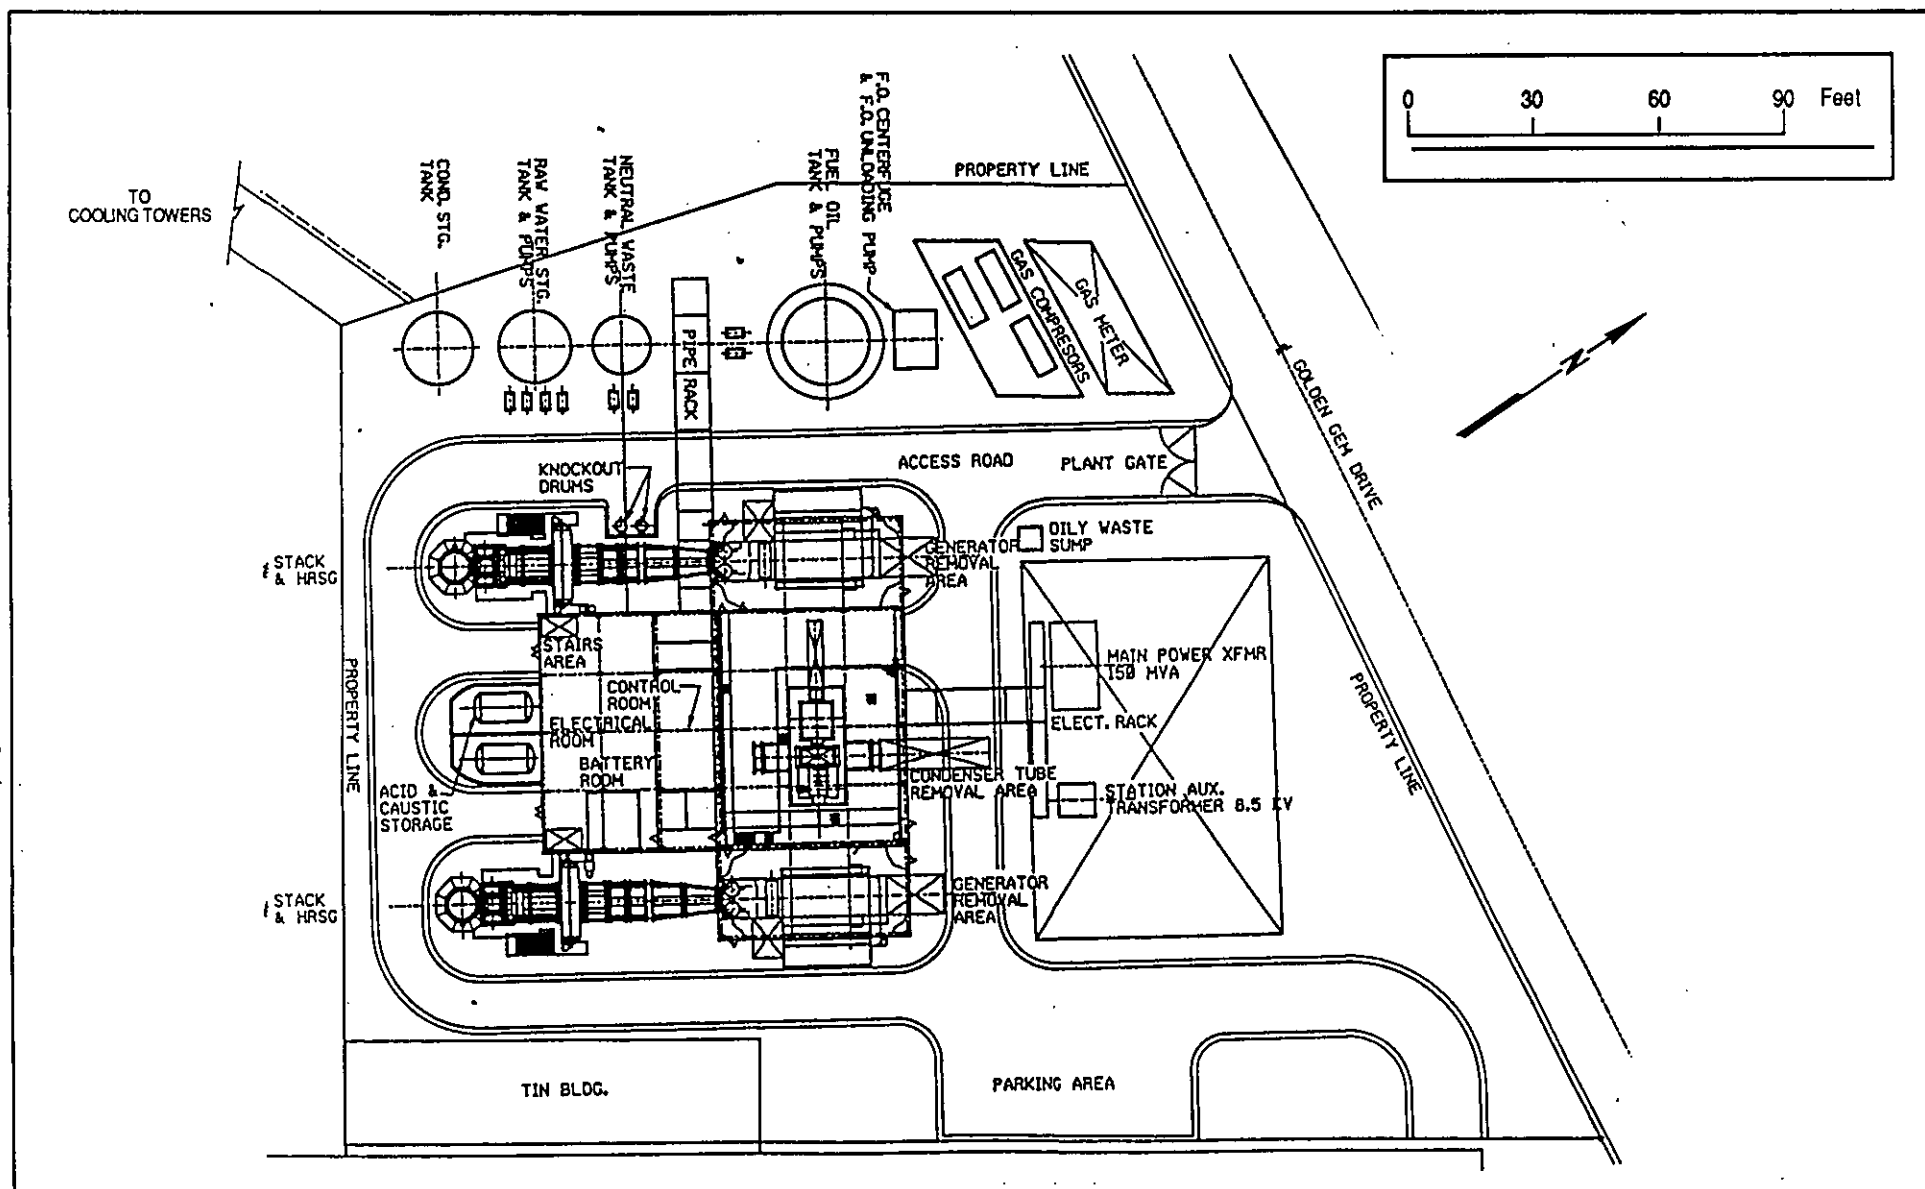 0 30 60 90 Feet
F.O. CENTERFUGE
& F.O. UNLOADING PUMP
FUEL OIL
TANK & PUMPS
NEUTRAL WASTE
TANK & PUMPS
RAW WATER STG.
TANK & PUMPS
COND. STG.
TANK
TO
COOLING TOWERS
PROPERTY LINE
GAS COMPRESORS
GAS METER
PIPE RACK
N
GOLDEN GEM DRIVE
ACCESS ROAD
PLANT GATE
KNOCKOUT
DRUMS
OILY WASTE
SUMP
STACK
& HRSG
GENERATOR
REMOVAL
AREA
STAIRS
AREA
MAIN POWER XFMR
150 MVA
CONTROL
ROOM
ELECTRICAL
ROOM
ELECT. RACK
PROPERTY LINE
PROPERTY LINE
BATTERY
ROOM
CONDENSER TUBE
REMOVAL AREA
ACID &
CAUSTIC
STORAGE
STATION AUX.
TRANSFORMER 8.5 KV
STACK
& HRSG
GENERATOR
REMOVAL
AREA
TIN BLDG.
PARKING AREA